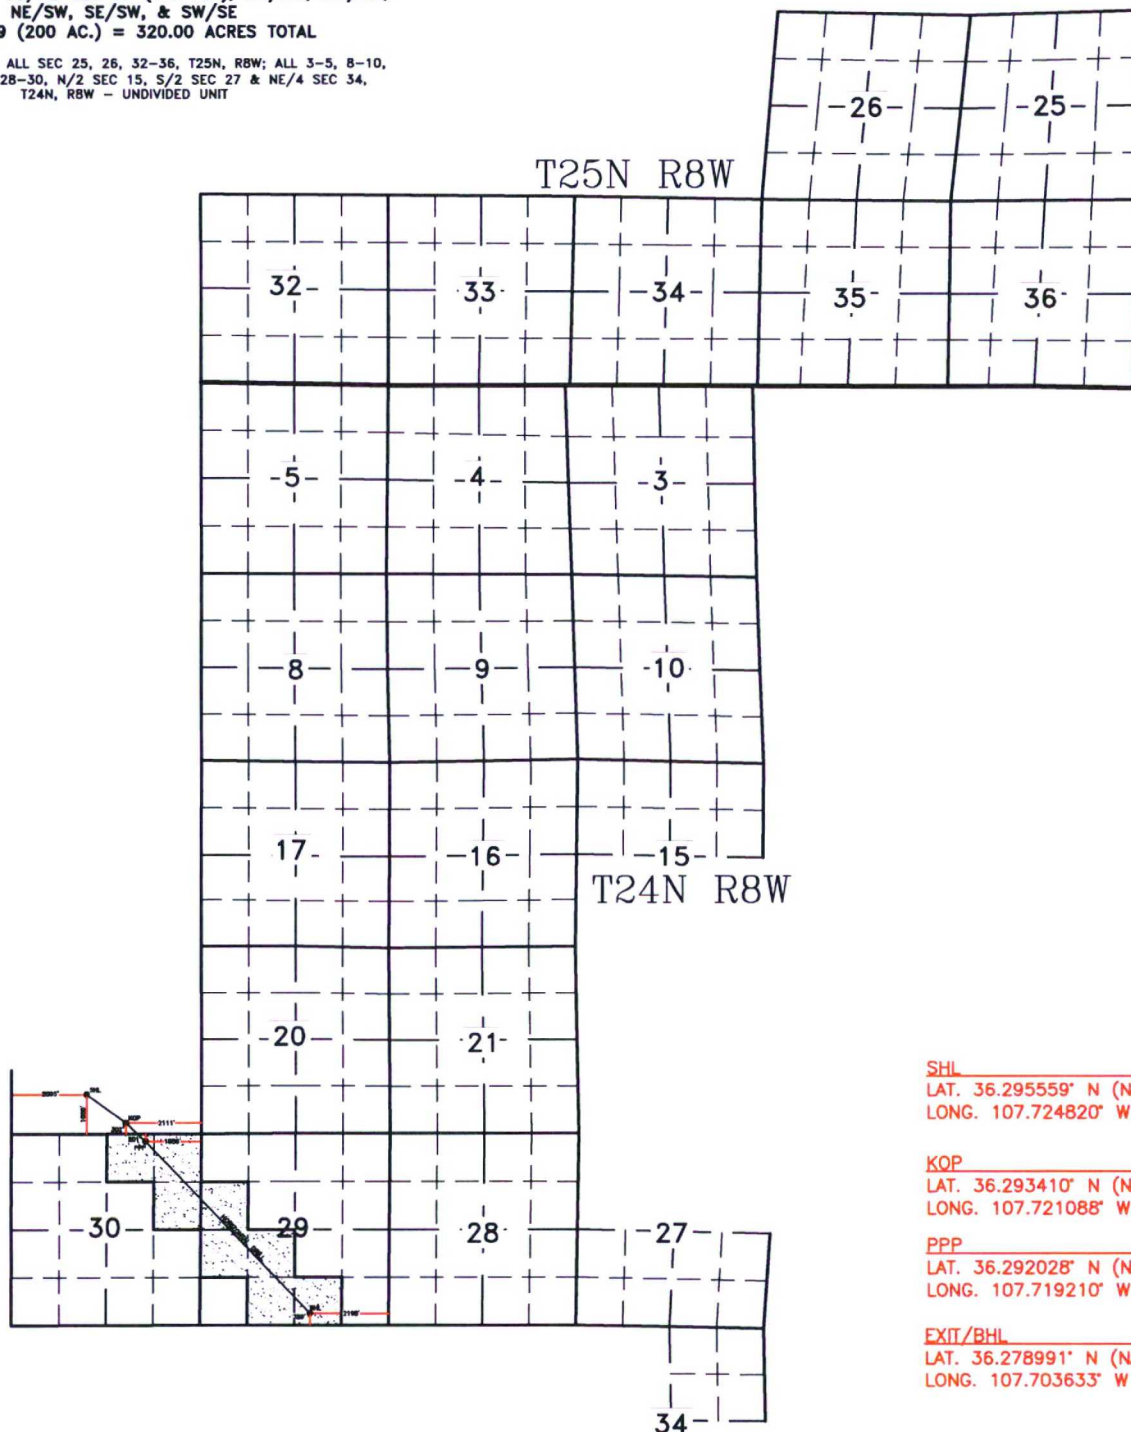 NE/SW, SE/SW, & SW/SE
(200 AC.) = 320.00 ACRES TOTAL
ALL SEC 25, 26, 32-36, T25N, R8W; ALL 3-5, 8-10,
28-30, N/2 SEC 15, S/2 SEC 27 & NE/4 SEC 34,
T24N, R8W - UNDIVIDED UNIT
26
25
T25N R8W
32
33
34
35
36
5
4
3
8
9
10
17
16
15
T24N R8W
20
21
SHL
KOP
2111'
PPP
30
29
28
27
BHL
34
SHL
LAT. 36.295559° N
LONG. 107.724820° W
KOP
LAT. 36.293410° N
LONG. 107.721088° W
PPP
LAT. 36.292028° N
LONG. 107.719210° W
EXIT/BHL
LAT. 36.278991° N
LONG. 107.703633° W